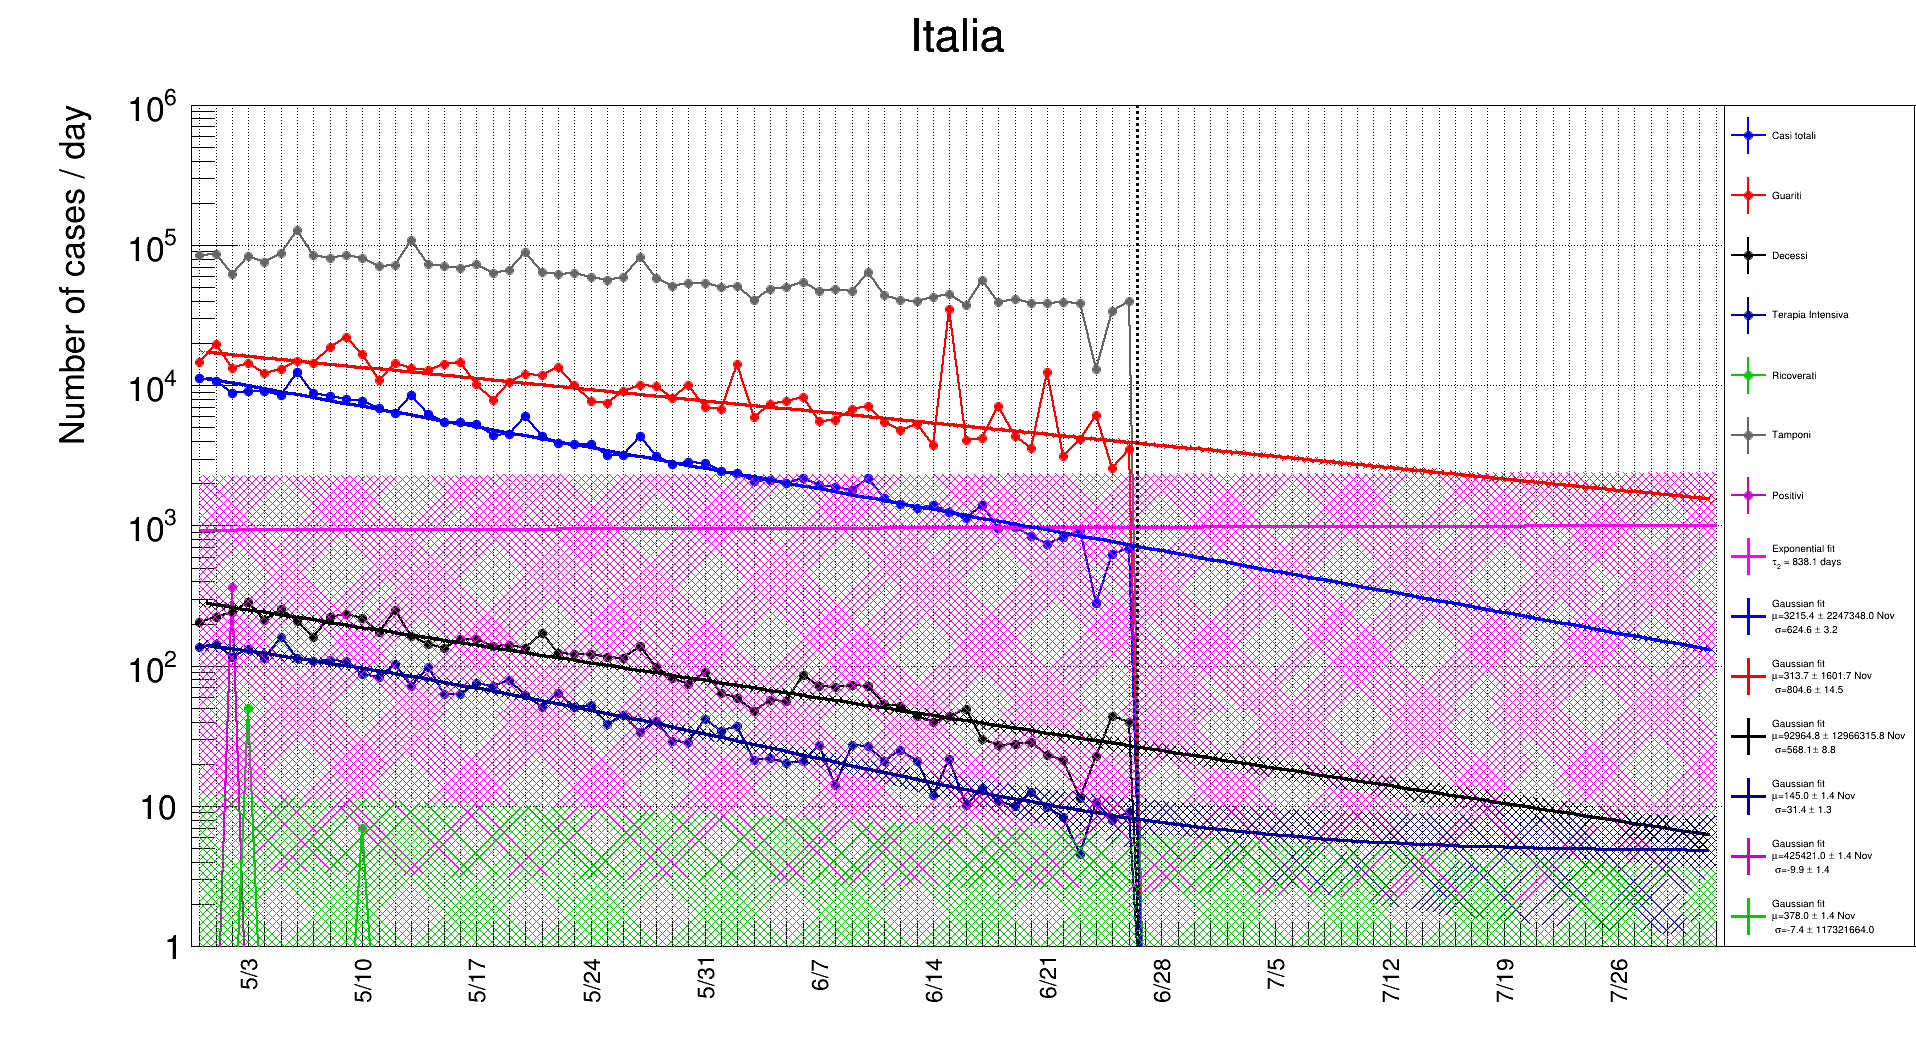 Italia
Number of cases / day
10^6
10^5
10^4
10^3
10^2
10
1
5/3
5/10
5/17
5/24
5/31
6/7
6/14
6/21
6/28
7/5
7/12
7/19
7/26
Casi totali
Guariti
Decessi
Terapia Intensiva
Ricoverati
Tamponi
Positivi
Exponential fit
τ₂ = 838.1 days
Gaussian fit
μ=3215.4 ± 2247348.0 Nov
σ=624.6 ± 3.2
Gaussian fit
μ=313.7 ± 1601.7 Nov
σ=804.6 ± 14.5
Gaussian fit
μ=92964.8 ± 12966315.8 Nov
σ=568.1± 8.8
Gaussian fit
μ=145.0 ± 1.4 Nov
σ=31.4 ± 1.3
Gaussian fit
μ=425421.0 ± 1.4 Nov
σ=-9.9 ± 1.4
Gaussian fit
μ=378.0 ± 1.4 Nov
σ=-7.4 ± 117321664.0